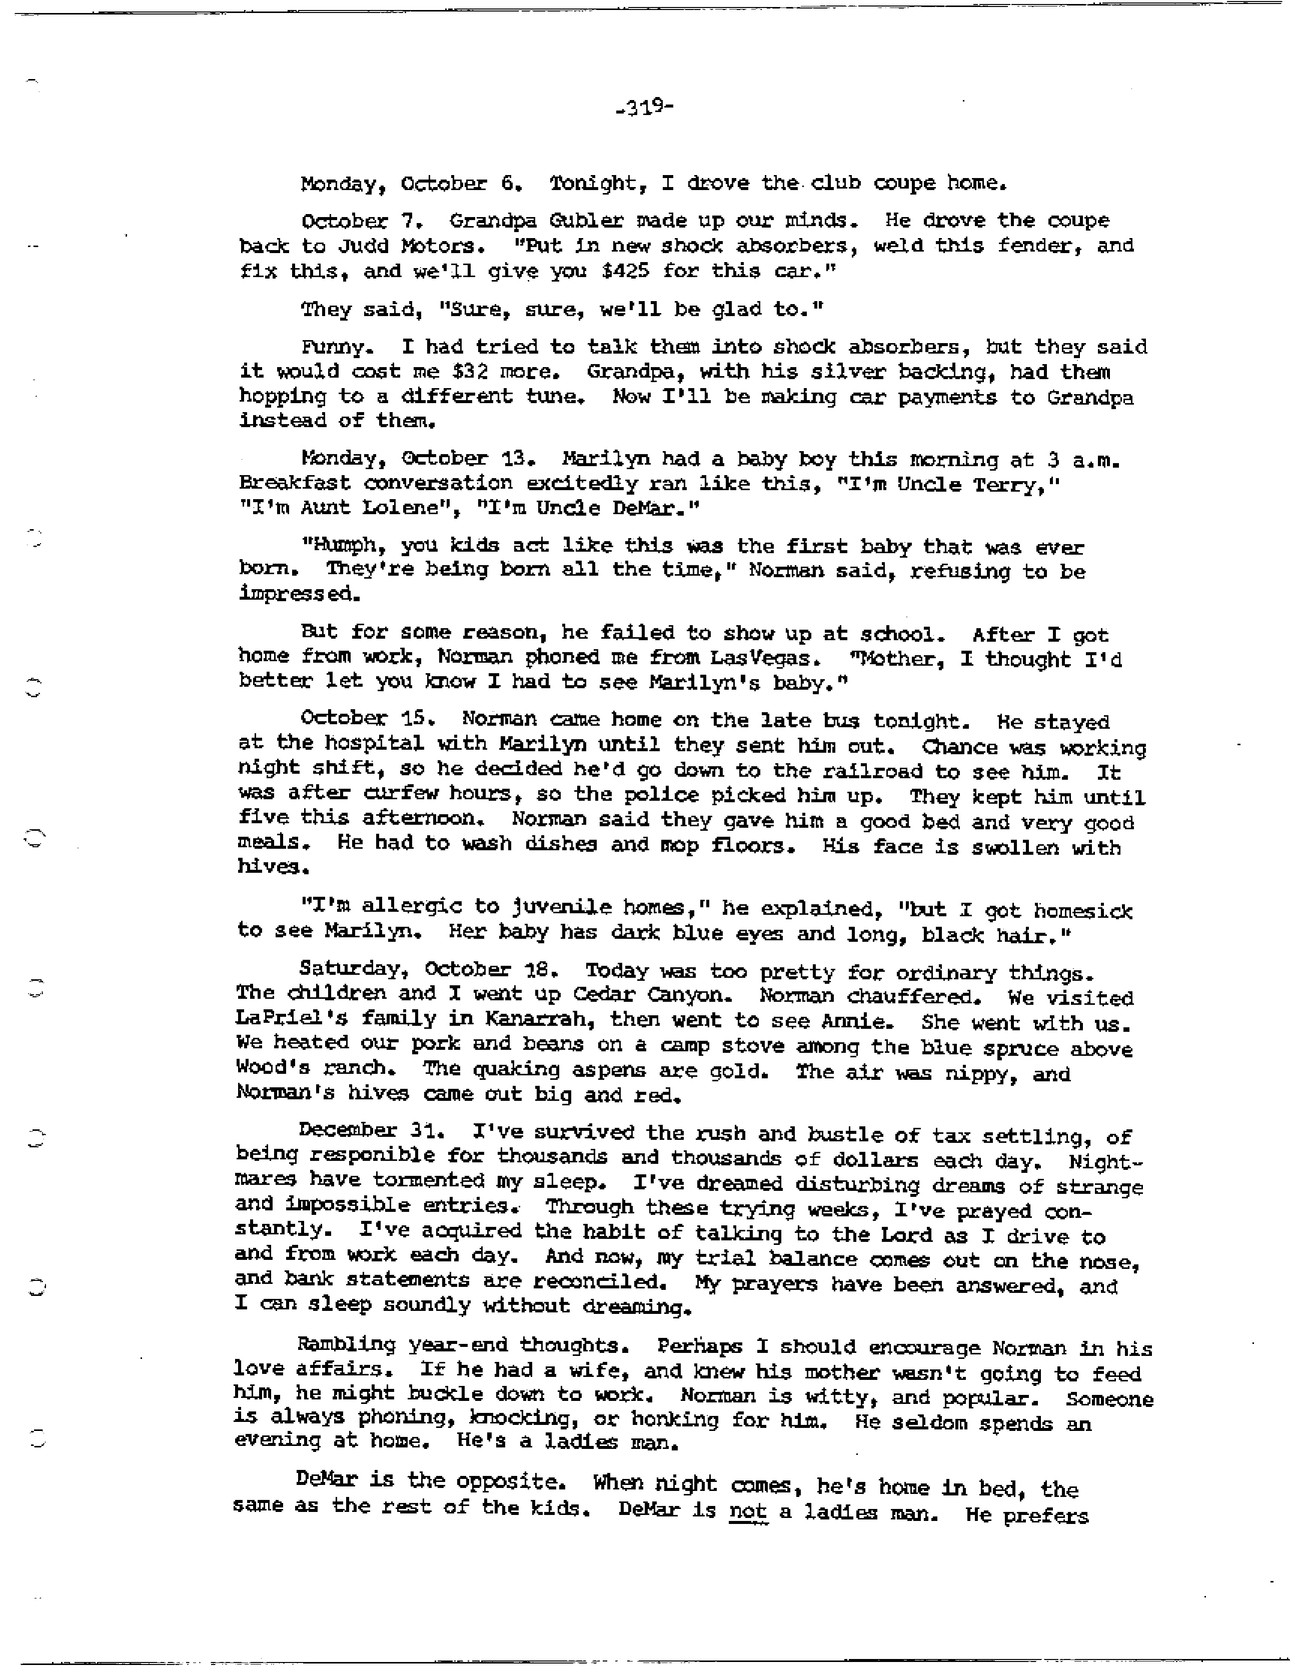 -319-
Monday, October 6. Tonight, I drove the club coupe home.
October 7. Grandpa Gubler made up our minds. He drove the coupe
back to Judd Motors. "Put in new shock absorbers, weld this fender, and
fix this, and we'll give you $425 for this car."
They said, "Sure, sure, we'll be glad to."
Funny. I had tried to talk them into shock absorbers, but they said
it would cost me $32 more. Grandpa, with his silver backing, had them
hopping to a different tune. Now I'll be making car payments to Grandpa
instead of them.
Monday, October 13. Marilyn had a baby boy this morning at 3 a.m.
Breakfast conversation excitedly ran like this, "I'm Uncle Terry,"
"I'm Aunt Lolene", "I'm Uncle DeMar."
"Humph, you kids act like this was the first baby that was ever
born. They're being born all the time," Norman said, refusing to be
impressed.
But for some reason, he failed to show up at school. After I got
home from work, Norman phoned me from LasVegas. "Mother, I thought I'd
better let you know I had to see Marilyn's baby."
October 15. Norman came home on the late bus tonight. He stayed
at the hospital with Marilyn until they sent him out. Chance was working
night shift, so he decided he'd go down to the railroad to see him. It
was after curfew hours, so the police picked him up. They kept him until
five this afternoon. Norman said they gave him a good bed and very good
meals. He had to wash dishes and mop floors. His face is swollen with
hives.
"I'm allergic to juvenile homes," he explained, "but I got homesick
to see Marilyn. Her baby has dark blue eyes and long, black hair."
Saturday, October 18. Today was too pretty for ordinary things.
The children and I went up Cedar Canyon. Norman chauffered. We visited
LaPriel's family in Kanarrah, then went to see Annie. She went with us.
We heated our pork and beans on a camp stove among the blue spruce above
Wood's ranch. The quaking aspens are gold. The air was nippy, and
Norman's hives came out big and red.
December 31. I've survived the rush and bustle of tax settling, of
being responible for thousands and thousands of dollars each day. Night-
mares have tormented my sleep. I've dreamed disturbing dreams of strange
and impossible entries. Through these trying weeks, I've prayed con-
stantly. I've acquired the habit of talking to the Lord as I drive to
and from work each day. And now, my trial balance comes out on the nose,
and bank statements are reconciled. My prayers have been answered, and
I can sleep soundly without dreaming.
Rambling year-end thoughts. Perhaps I should encourage Norman in his
love affairs. If he had a wife, and knew his mother wasn't going to feed
him, he might buckle down to work. Norman is witty, and popular. Someone
is always phoning, knocking, or honking for him. He seldom spends an
evening at home. He's a ladies man.
DeMar is the opposite. When night comes, he's home in bed, the
same as the rest of the kids. DeMar is not a ladies man. He prefers